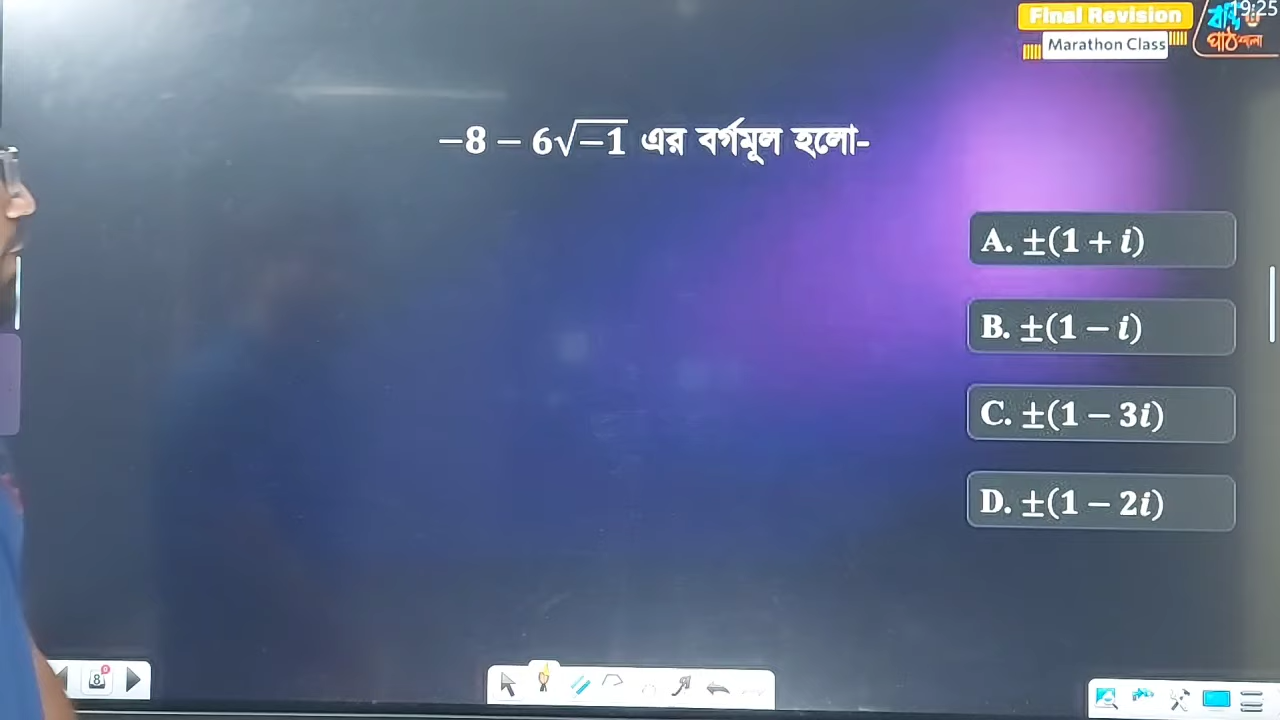 19:25
Final Revision
Marathon Class
−8 − 6√−1 এর বর্গমূল হলো-
A. ±(1 + i)
B. ±(1 − i)
C. ±(1 − 3i)
D. ±(1 − 2i)
8